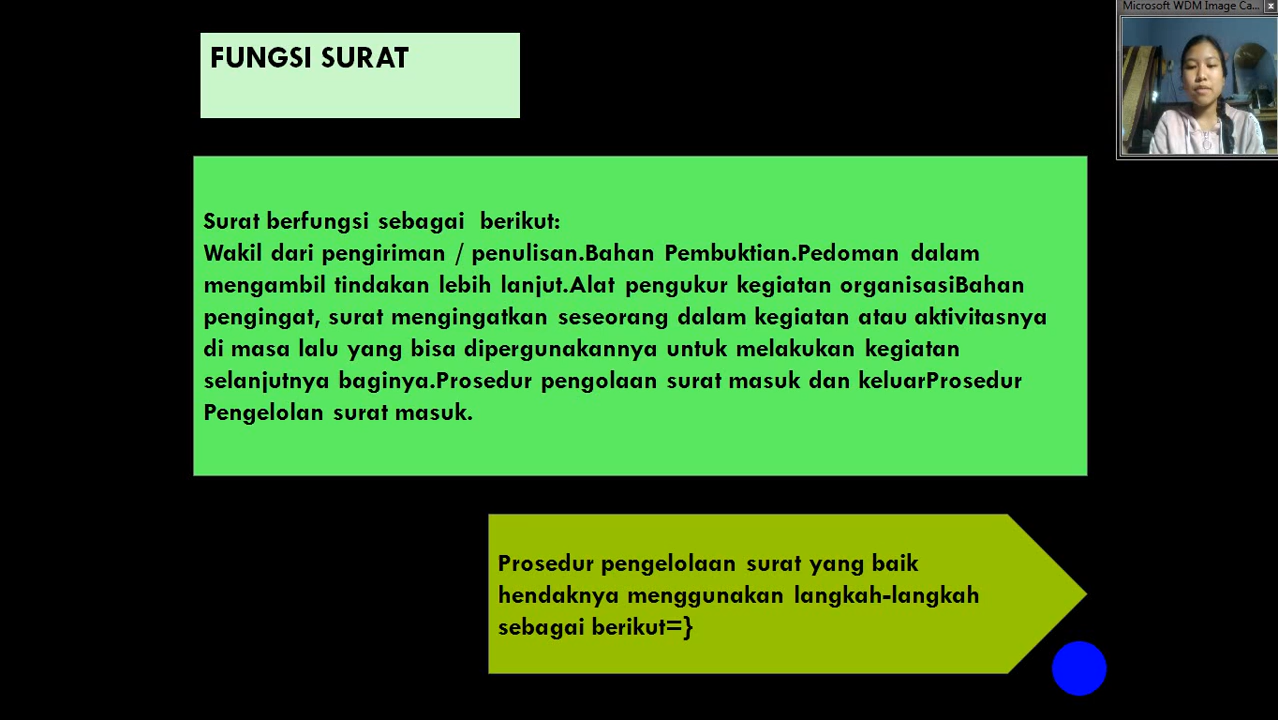 Microsoft WDM Image Ca...
FUNGSI SURAT
Surat berfungsi sebagai  berikut:
Wakil dari pengiriman / penulisan.Bahan Pembuktian.Pedoman dalam
mengambil tindakan lebih lanjut.Alat pengukur kegiatan organisasiBahan
pengingat, surat mengingatkan seseorang dalam kegiatan atau aktivitasnya
di masa lalu yang bisa dipergunakannya untuk melakukan kegiatan
selanjutnya baginya.Prosedur pengolaan surat masuk dan keluarProsedur
Pengelolan surat masuk.
Prosedur pengelolaan surat yang baik
hendaknya menggunakan langkah-langkah
sebagai berikut=}